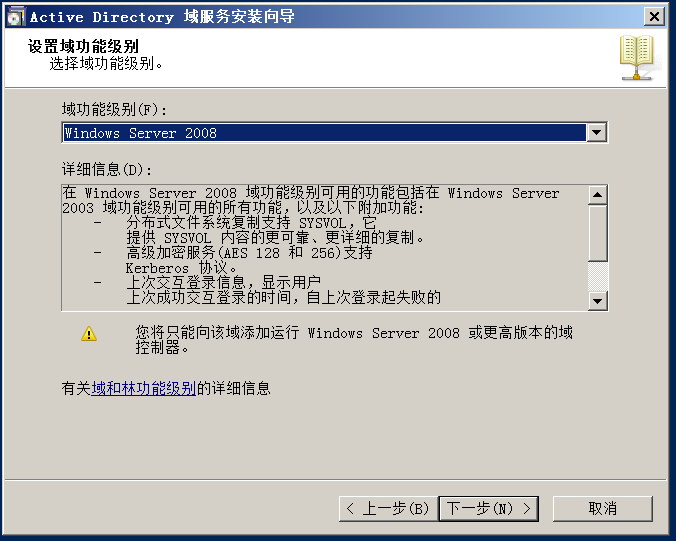 Active Directory 域服务安装向导
设置域功能级别
选择域功能级别。
域功能级别(F):
Windows Server 2008
详细信息(D):
在 Windows Server 2008 域功能级别可用的功能包括在 Windows Server
2003 域功能级别可用的所有功能，以及以下附加功能:
- 分布式文件系统复制支持 SYSVOL，它
提供 SYSVOL 内容的更可靠、更详细的复制。
- 高级加密服务(AES 128 和 256)支持
Kerberos 协议。
- 上次交互登录信息，显示用户
上次成功交互登录的时间，自上次登录起失败的
您将只能向该域添加运行 Windows Server 2008 或更高版本的域
控制器。
有关域和林功能级别的详细信息
< 上一步(B) 下一步(N) > 取消